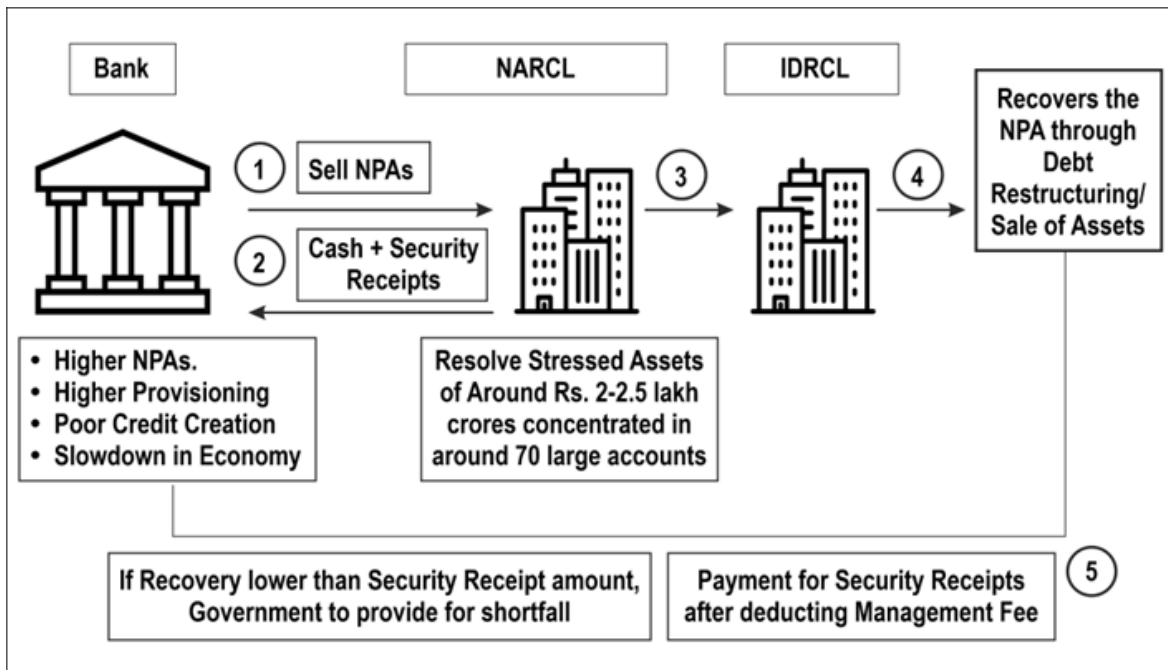 Bank
NARCL
IDRCL
Recovers the
NPA through
Debt
Restructuring/
Sale of Assets
1
Sell NPAs
3
4
2
Cash + Security
Receipts
• Higher NPAs.
• Higher Provisioning
• Poor Credit Creation
• Slowdown in Economy
Resolve Stressed Assets
of Around Rs. 2-2.5 lakh
crores concentrated in
around 70 large accounts
If Recovery lower than Security Receipt amount,
Government to provide for shortfall
Payment for Security Receipts
after deducting Management Fee
5